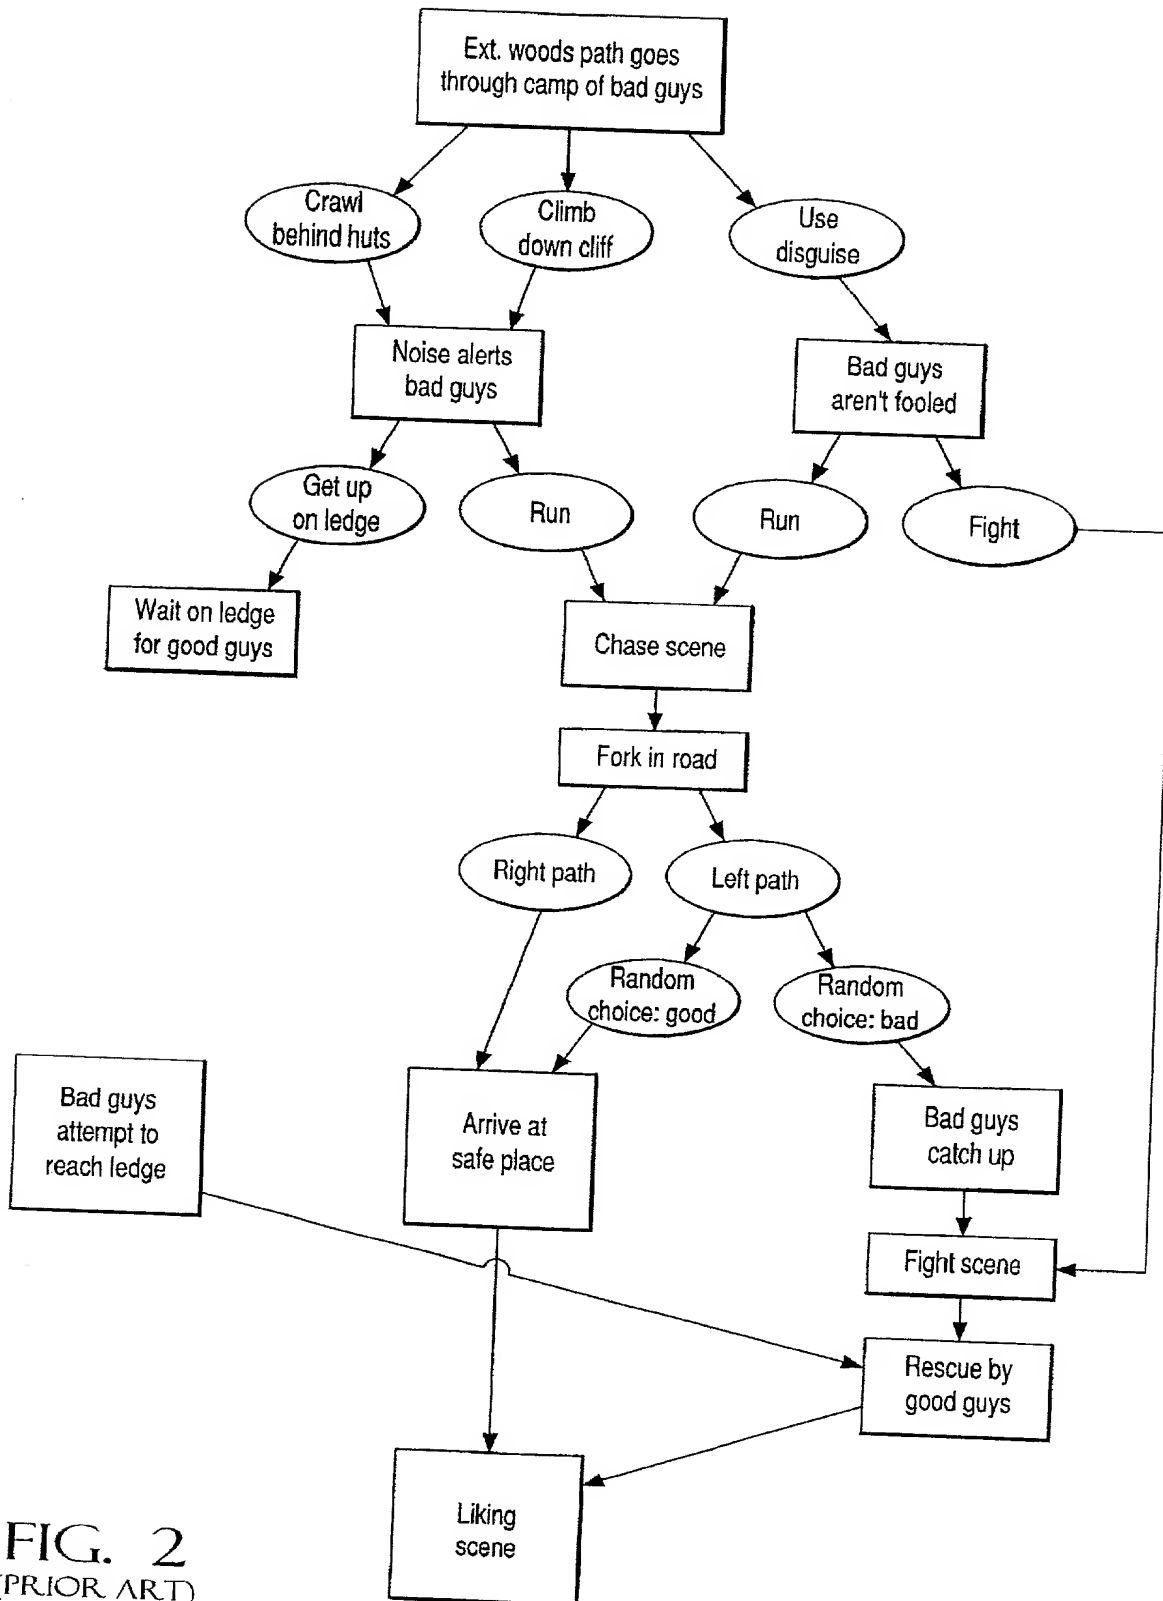 Ext. woods path goes
through camp of bad guys
Crawl
behind huts
Climb
down cliff
Use
disguise
Noise alerts
bad guys
Bad guys
aren't fooled
Get up
on ledge
Run
Run
Fight
Wait on ledge
for good guys
Chase scene
Fork in road
Right path
Left path
Random
choice: good
Random
choice: bad
Bad guys
attempt to
reach ledge
Arrive at
safe place
Bad guys
catch up
Fight scene
Rescue by
good guys
Liking
scene
FIG. 2
(PRIOR ART)